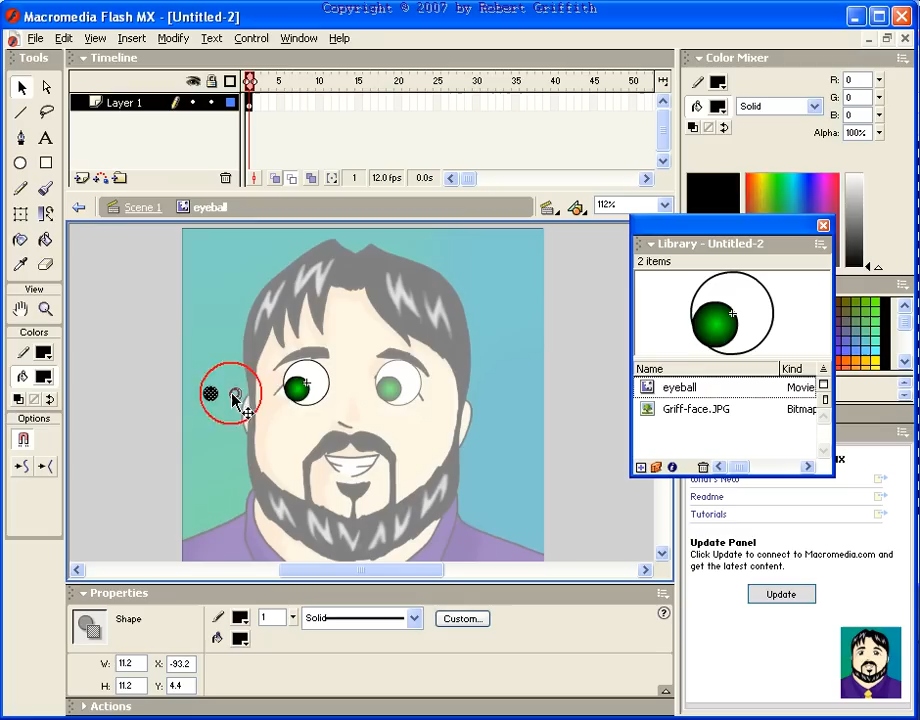 Copyright © 2007 by Robert Griffith
Macromedia Flash MX - [Untitled-2]
File Edit View Insert Modify Text Control Window Help
Tools
Timeline
Color Mixer
5 10 15 20 25 30 35 40 45 50
Layer 1
R: 0
Solid
G: 0
B: 0
Alpha: 100%
1 12.0 fps 0.0s
Scene 1 eyeball 112%
Library - Untitled-2
2 items
View
Colors
Options
Name Kind
eyeball Movie
Griff-face.JPG Bitmap
What's New
Readme
Tutorials
Update Panel
Click Update to connect to Macromedia.com and
get the latest content.
Update
Properties
Shape
1 Solid Custom...
W: 11.2 X: -93.2
H: 11.2 Y: 4.4
Actions